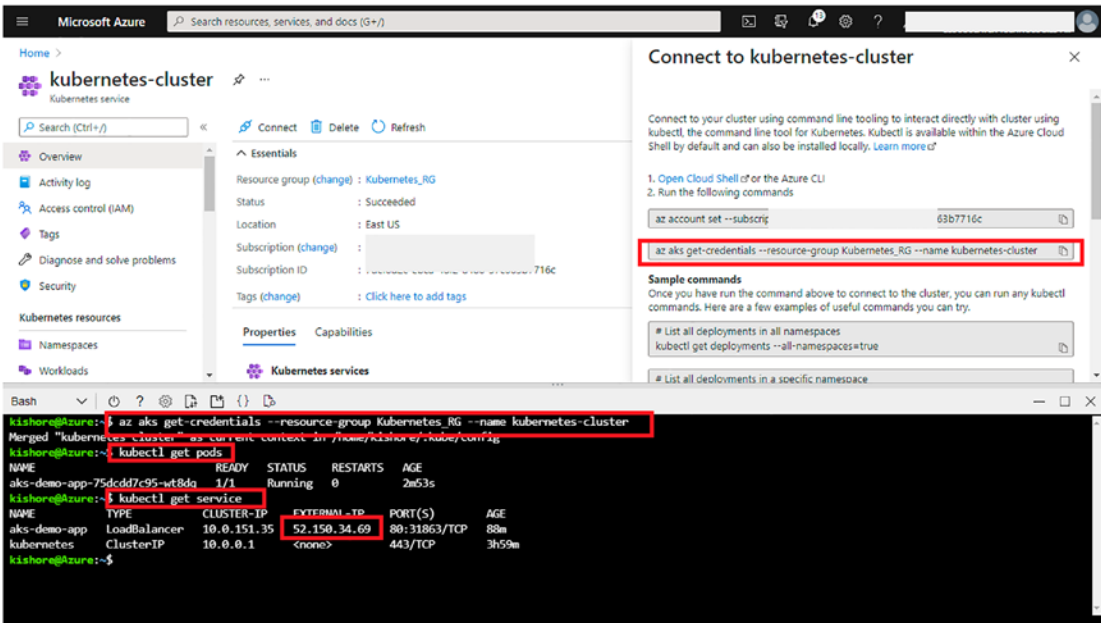 Microsoft Azure
Search resources, services, and docs (G+/)
13
Home >
kubernetes-cluster
Kubernetes service
Search (Ctrl+/)
Overview
Activity log
Access control (IAM)
Tags
Diagnose and solve problems
Security
Kubernetes resources
Namespaces
Workloads
Connect Delete Refresh
Essentials
Resource group (change) : Kubernetes_RG
Status : Succeeded
Location : East US
Subscription (change) :
Subscription ID : 716c
Tags (change) : Click here to add tags
Properties Capabilities
Kubernetes services
Connect to kubernetes-cluster
Connect to your cluster using command line tooling to interact directly with cluster using
kubectl, the command line tool for Kubernetes. Kubectl is available within the Azure Cloud
Shell by default and can also be installed locally. Learn more
1. Open Cloud Shell or the Azure CLI
2. Run the following commands
az account set --subscrip 63b7716c
az aks get-credentials --resource-group Kubernetes_RG --name kubernetes-cluster
Sample commands
Once you have run the command above to connect to the cluster, you can run any kubectl
commands. Here are a few examples of useful commands you can try.
# List all deployments in all namespaces
kubectl get deployments --all-namespaces=true
# List all deployments in a specific namespace
Bash
kishore@Azure:~$ az aks get-credentials --resource-group Kubernetes_RG --name kubernetes-cluster
Merged "kubernetes-cluster" as current context in /home/kishore/.kube/config
kishore@Azure:~$ kubectl get pods
NAME READY STATUS RESTARTS AGE
aks-demo-app-75dcdd7c95-wt8dq 1/1 Running 0 2m53s
kishore@Azure:~$ kubectl get service
NAME TYPE CLUSTER-IP EXTERNAL-IP PORT(S) AGE
aks-demo-app LoadBalancer 10.0.151.35 52.150.34.69 80:31863/TCP 88m
kubernetes ClusterIP 10.0.0.1 <none> 443/TCP 3h59m
kishore@Azure:~$